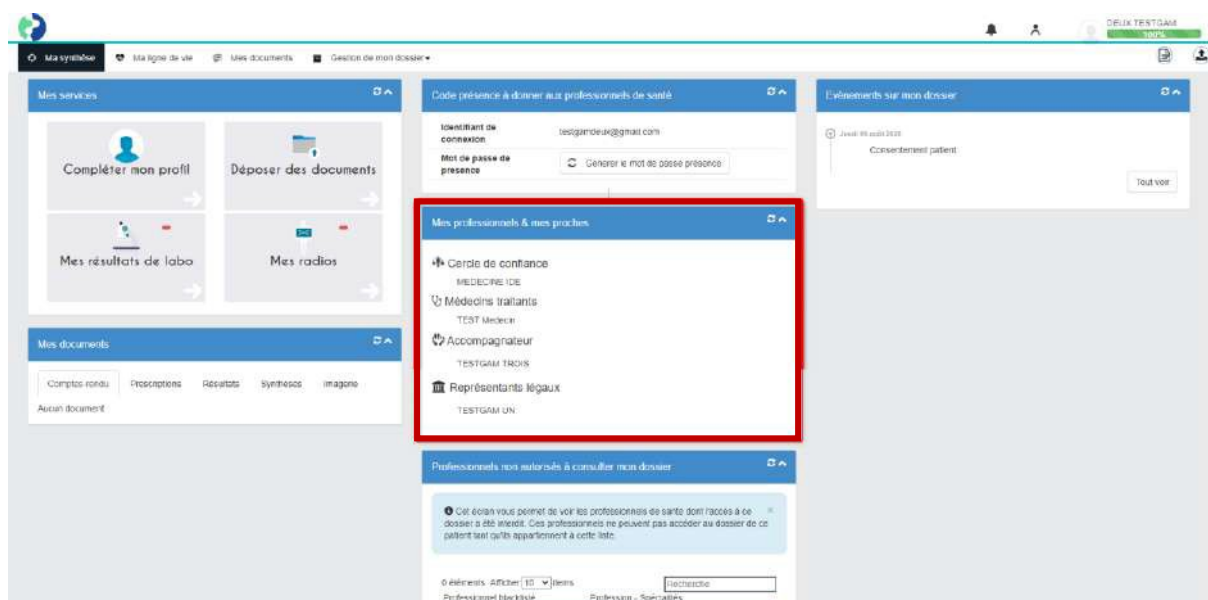 DEUX TESTGAM
100%
Ma synthèse
Ma ligne de vie
Mes documents
Gestion de mon dossier
Mes services
Compléter mon profil
Déposer des documents
Mes résultats de labo
Mes radios
Mes documents
Comptes rendu
Prescriptions
Résultats
Synthèses
Imagerie
Aucun document
Code présence à donner aux professionnels de santé
Identifiant de
connexion
testgamdeux@gmail.com
Mot de passe de
presence
Générer le mot de passe présence
Mes professionnels & mes proches
Cercle de confiance
MEDECINE IDE
Médecins traitants
TEST Medecin
Accompagnateur
TESTGAM TROIS
Représentants légaux
TESTGAM UN
Professionnels non autorisés à consulter mon dossier
Cet écran vous permet de voir les professionnels de santé dont l'accès à ce
dossier a été interdit. Ces professionnels ne peuvent pas accéder au dossier de ce
patient tant qu'ils appartiennent à cette liste.
0 éléments Afficher 10 items
Recherche
Professionnel blacklisté
Profession - Spécialités
Evènements sur mon dossier
Consentement patient
Tout voir